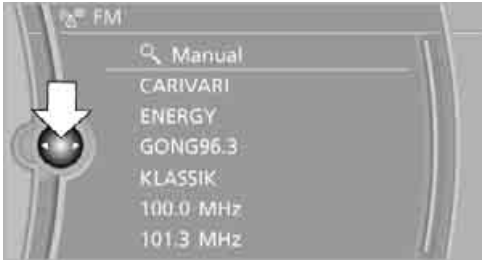 FM
Manual
CARIVARI
ENERGY
GONG96.3
KLASSIK
100.0 MHz
101.3 MHz